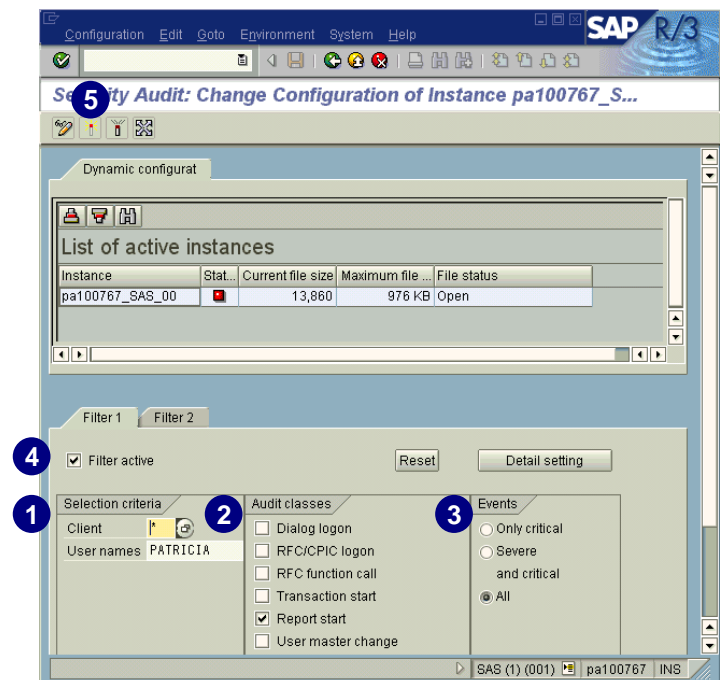 Configuration Edit Goto Environment System Help
SAP R/3
Se ity Audit: Change Configuration of Instance pa100767_S...
5
Dynamic configurat
List of active instances
Instance Stat... Current file size Maximum file ... File status
pa100767_SAS_00 13,860 976 KB Open
Filter 1 Filter 2
4 Filter active Reset Detail setting
1 Selection criteria 2 Audit classes 3 Events
Client * Dialog logon Only critical
User names PATRICIA RFC/CPIC logon Severe
RFC function call and critical
Transaction start All
Report start
User master change
SAS (1) (001) pa100767 INS